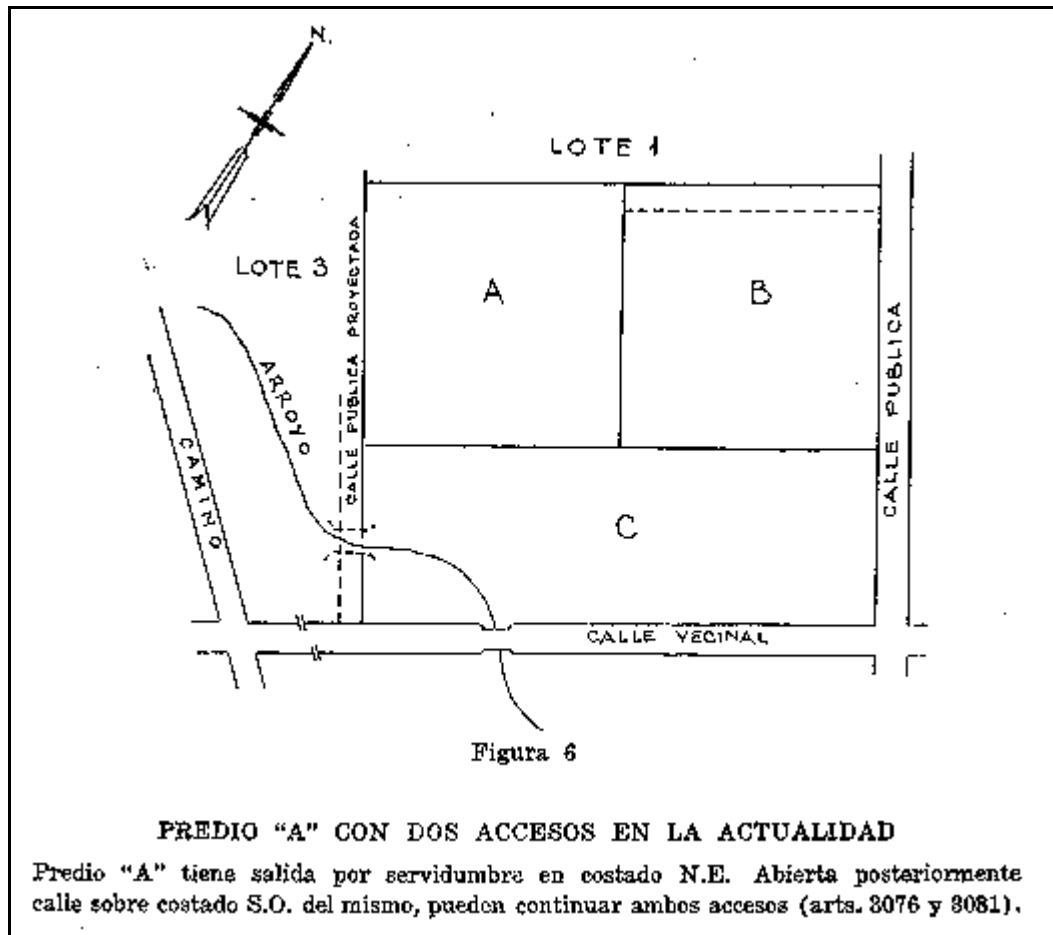 N.
LOTE 1
LOTE 3
CALLE PUBLICA PROYECTADA
A
B
CALLE PUBLICA
ARROYO
CAMINO
C
CALLE VECINAL
Figura 6
PREDIO "A" CON DOS ACCESOS EN LA ACTUALIDAD
Predio "A" tiene salida por servidumbre en costado N.E. Abierta posteriormente
calle sobre costado S.O. del mismo, pueden continuar ambos accesos (arts. 3076 y 3081).